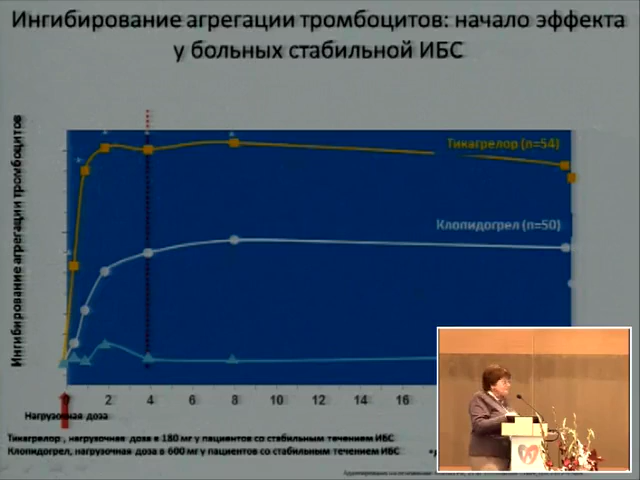 Ингибирование агрегации тромбоцитов: начало эффекта
у больных стабильной ИБС
Ингибирование агрегации тромбоцитов
Тикагрелор (n=54)
Клопидогрел (n=50)
2 4 6 8 10 12 14 16
Нагрузочная доза
Тикагрелор , нагрузочная доза в 180 мг у пациентов со стабильным течением ИБС
Клопидогрел, нагрузочная доза в 600 мг у пациентов со стабильным течением ИБС